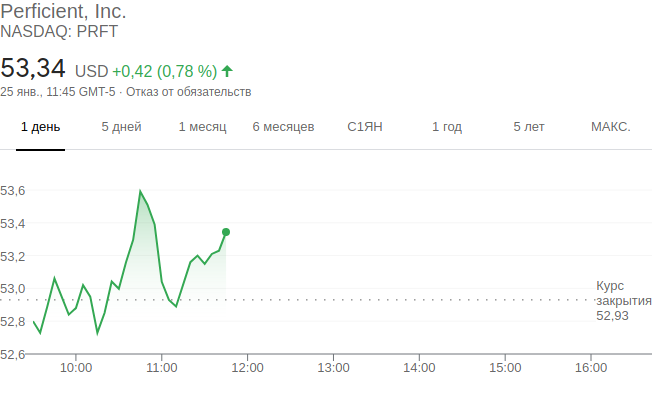 Perficient, Inc.
NASDAQ: PRFT
53,34 USD +0,42 (0,78 %)
25 янв., 11:45 GMT-5 · Отказ от обязательств
1 день 5 дней 1 месяц 6 месяцев С1ЯН 1 год 5 лет МАКС.
53,6
53,4
53,2
53,0
52,8
52,6
Курс
закрытия
52,93
10:00 11:00 12:00 13:00 14:00 15:00 16:00